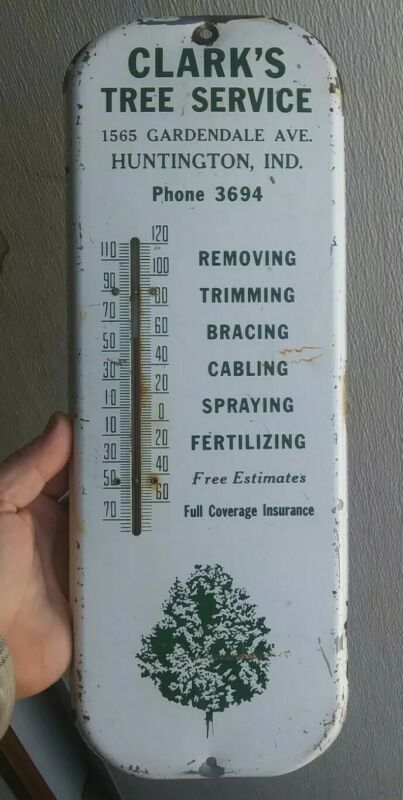 CLARK'S
TREE SERVICE
1565 GARDENDALE AVE.
HUNTINGTON, IND.
Phone 3694
120
110
100
90
80
70
60
50
40
30
20
10
0
10
20
30
40
50
60
70
REMOVING
TRIMMING
BRACING
CABLING
SPRAYING
FERTILIZING
Free Estimates
Full Coverage Insurance